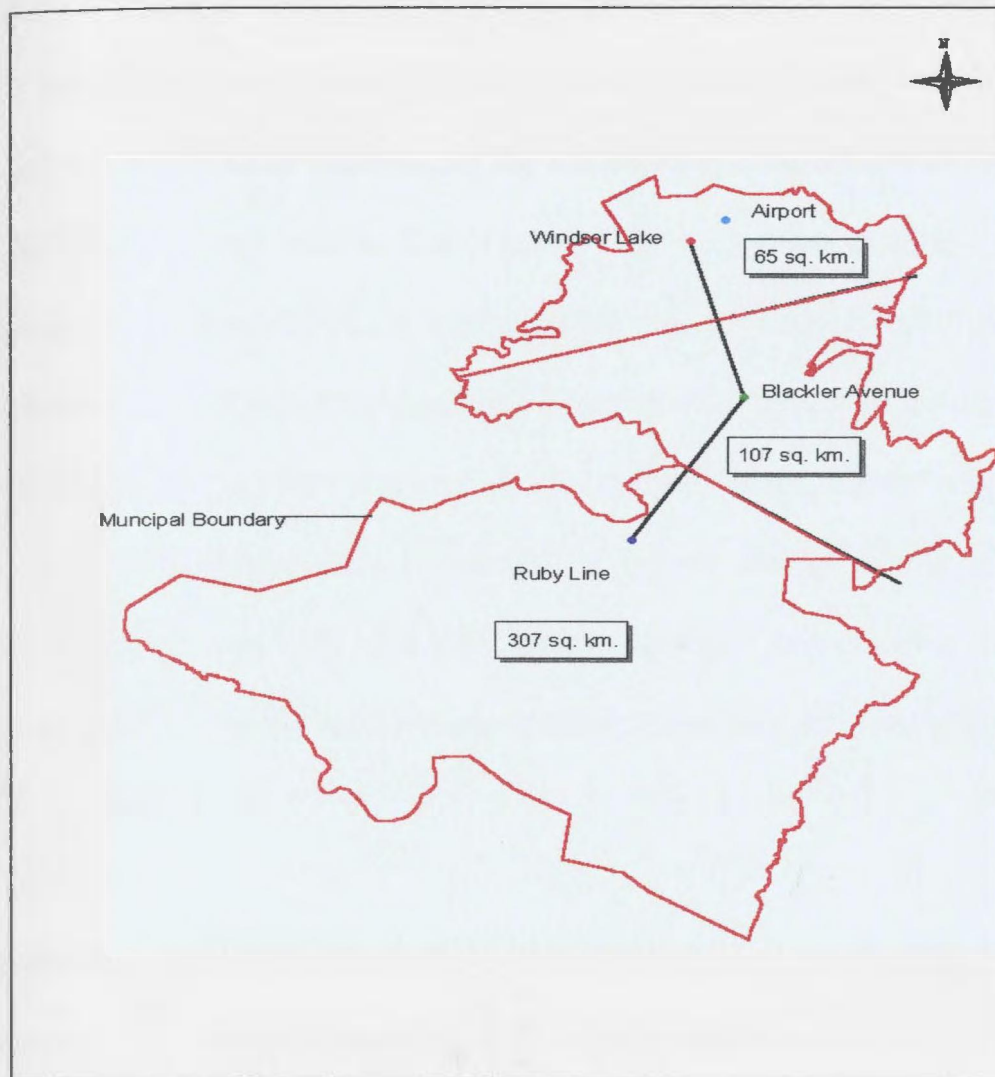 N
Airport
Windsor Lake
65 sq. km.
Blackler Avenue
107 sq. km.
Muncipal Boundary
Ruby Line
307 sq. km.